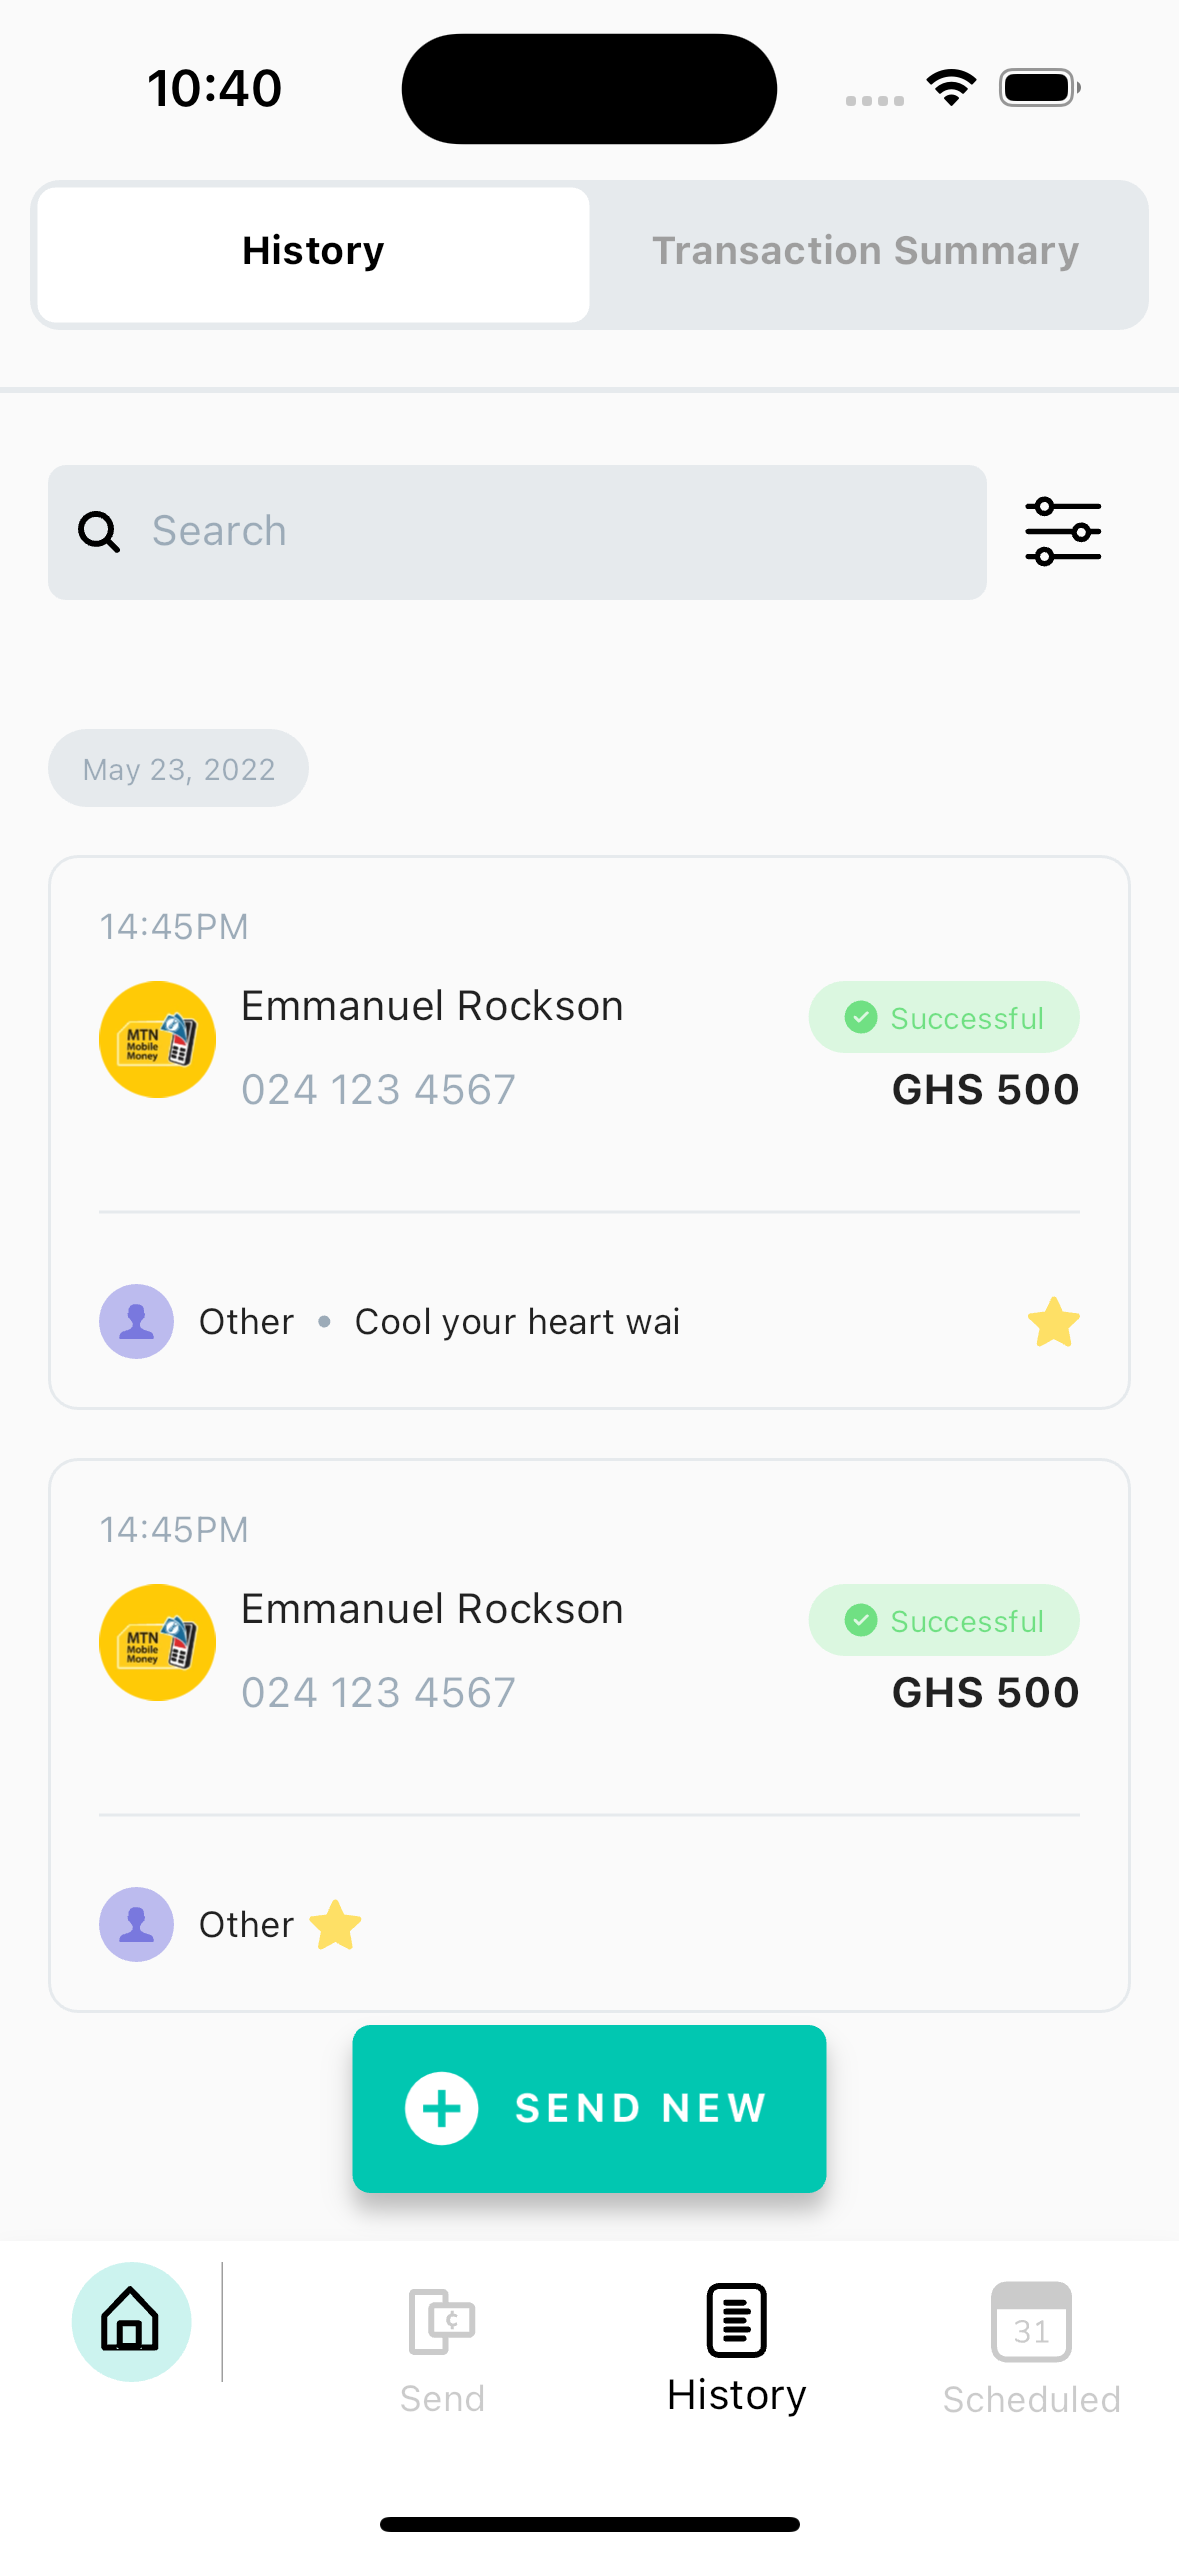 10:40
History
Transaction Summary
Search
May 23, 2022
14:45PM
MTN
Mobile
Money
Emmanuel Rockson
Successful
024 123 4567
GHS 500
Other • Cool your heart wai
14:45PM
MTN
Mobile
Money
Emmanuel Rockson
Successful
024 123 4567
GHS 500
Other
SEND NEW
¢
31
Send
History
Scheduled